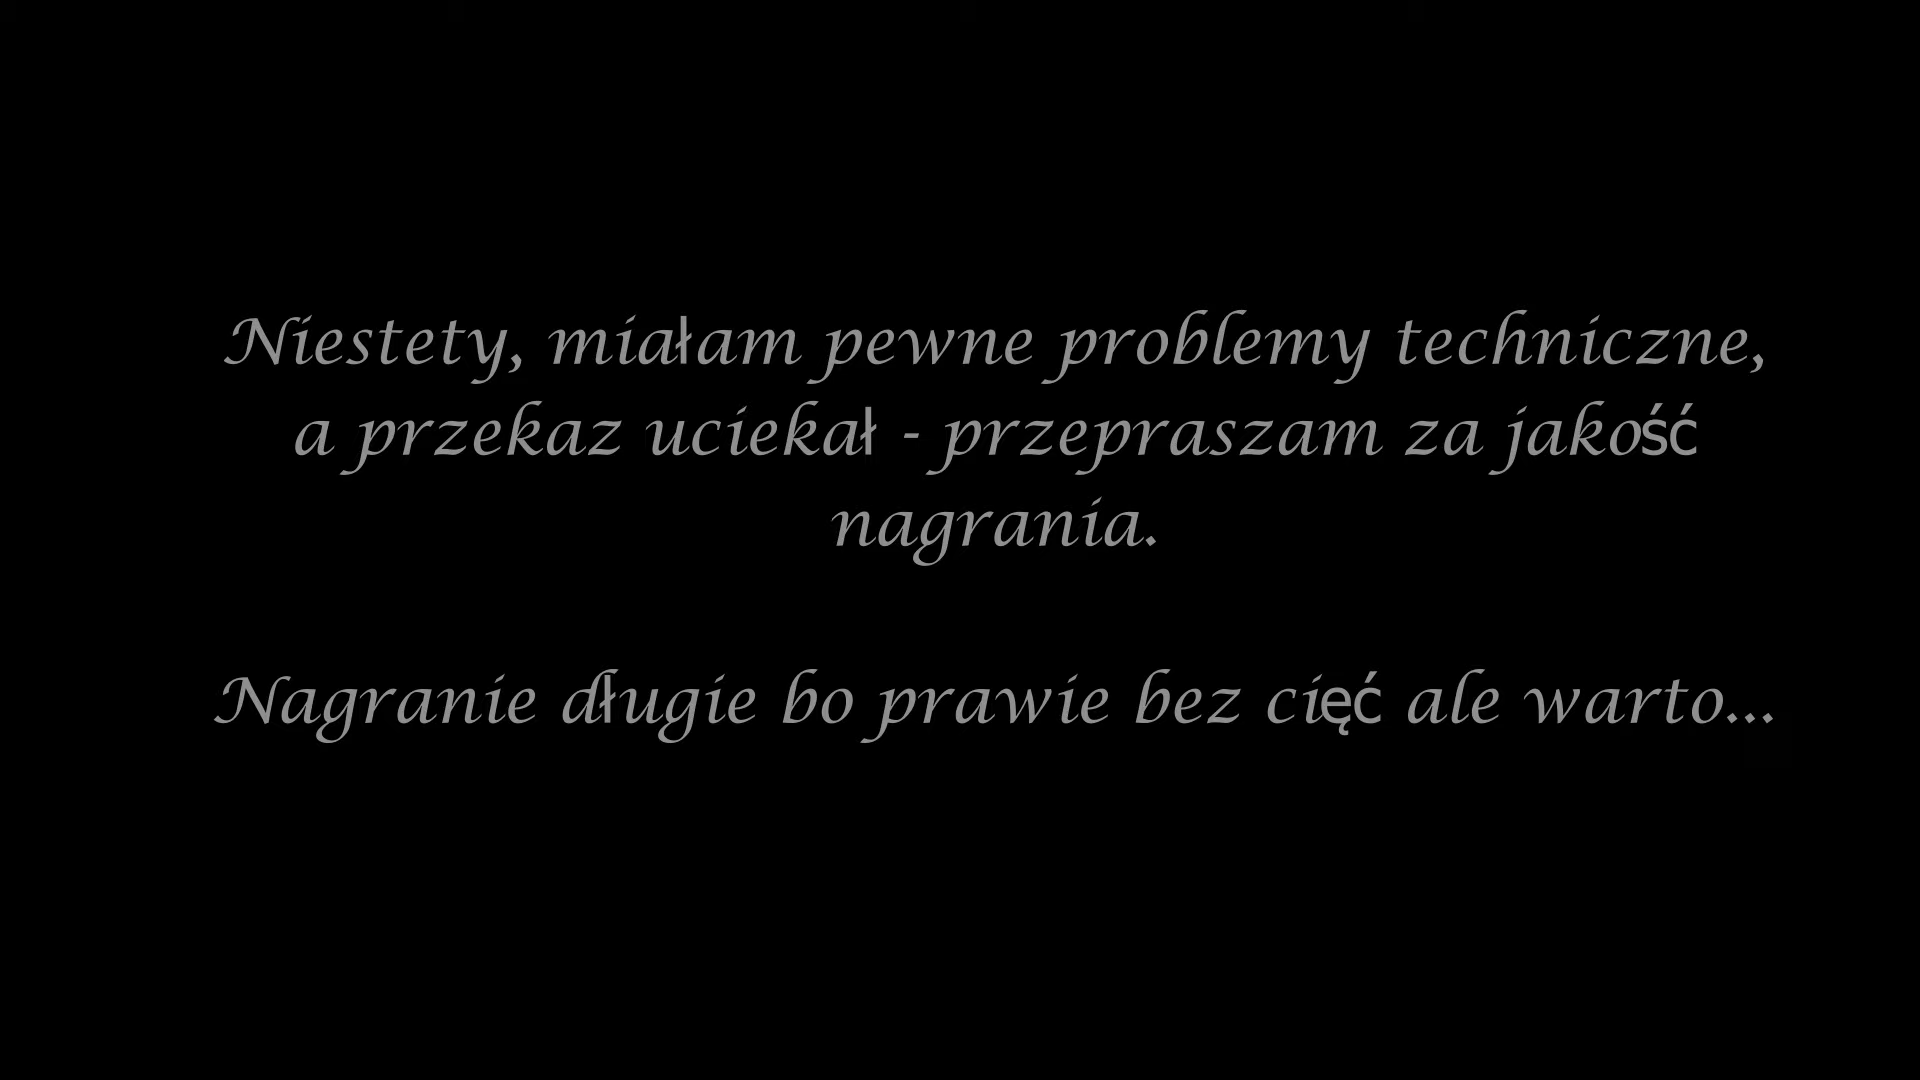 Niestety, miałam pewne problemy techniczne,
a przekaz uciekał - przepraszam za jakość
nagrania.
Nagranie długie bo prawie bez cięć ale warto...